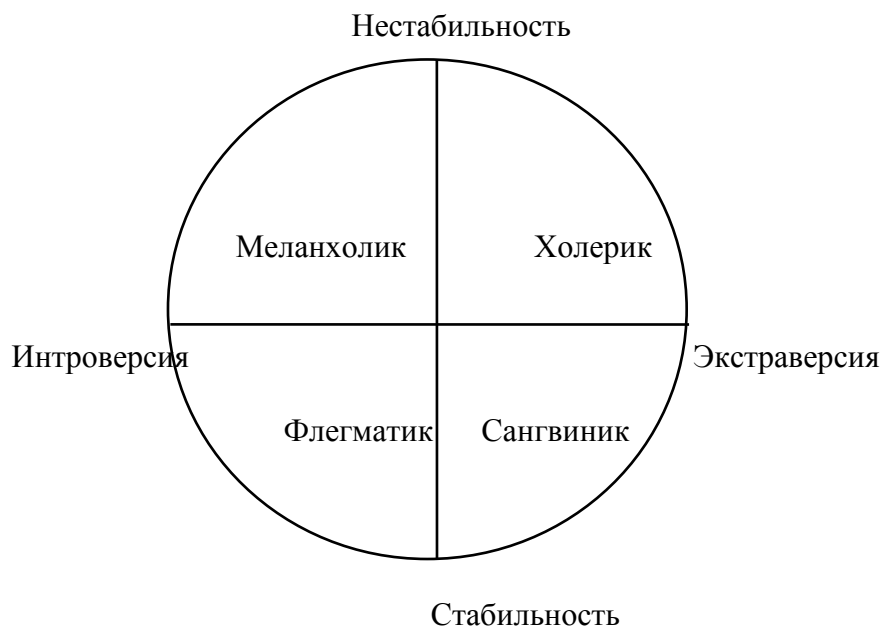 Нестабильность
Меланхолик Холерик
Интроверсия Экстраверсия
Флегматик Сангвиник
Стабильность